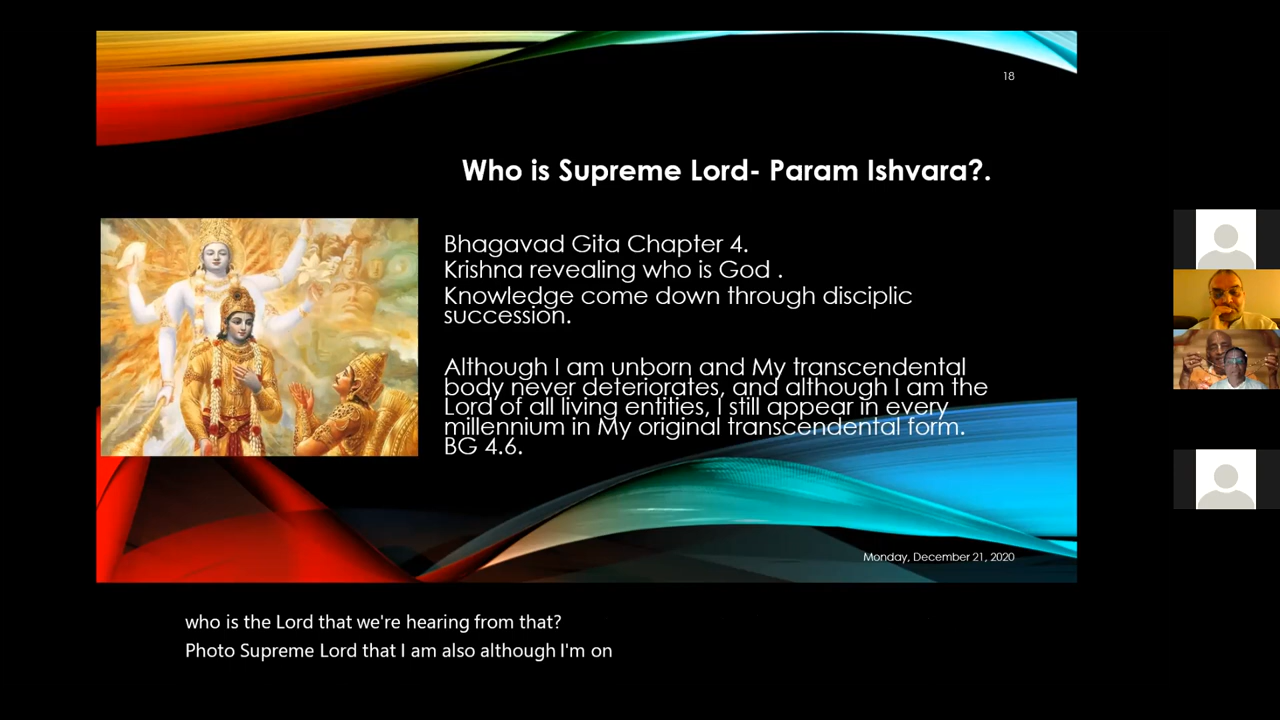 18
Who is Supreme Lord- Param Ishvara?.
Bhagavad Gita Chapter 4.
Krishna revealing who is God .
Knowledge come down through disciplic
succession.
Although I am unborn and My transcendental
body never deteriorates, and although I am the
Lord of all living entities, I still appear in every
millennium in My original transcendental form.
BG 4.6.
Monday, December 21, 2020
who is the Lord that we're hearing from that?
Photo Supreme Lord that I am also although I'm on